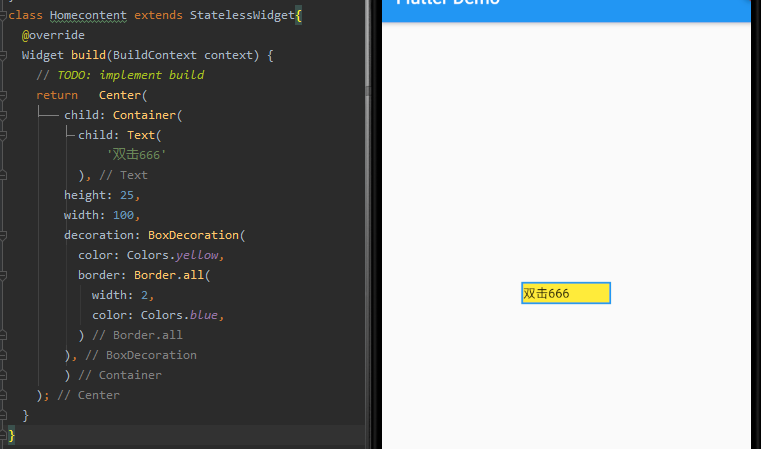 class Homecontent extends StatelessWidget{
@override
Widget build(BuildContext context) {
// TODO: implement build
return Center(
child: Container(
child: Text(
'双击666'
), // Text
height: 25,
width: 100,
decoration: BoxDecoration(
color: Colors.yellow,
border: Border.all(
width: 2,
color: Colors.blue,
) // Border.all
), // BoxDecoration
) // Container
); // Center
}
}
Flutter Demo
双击666